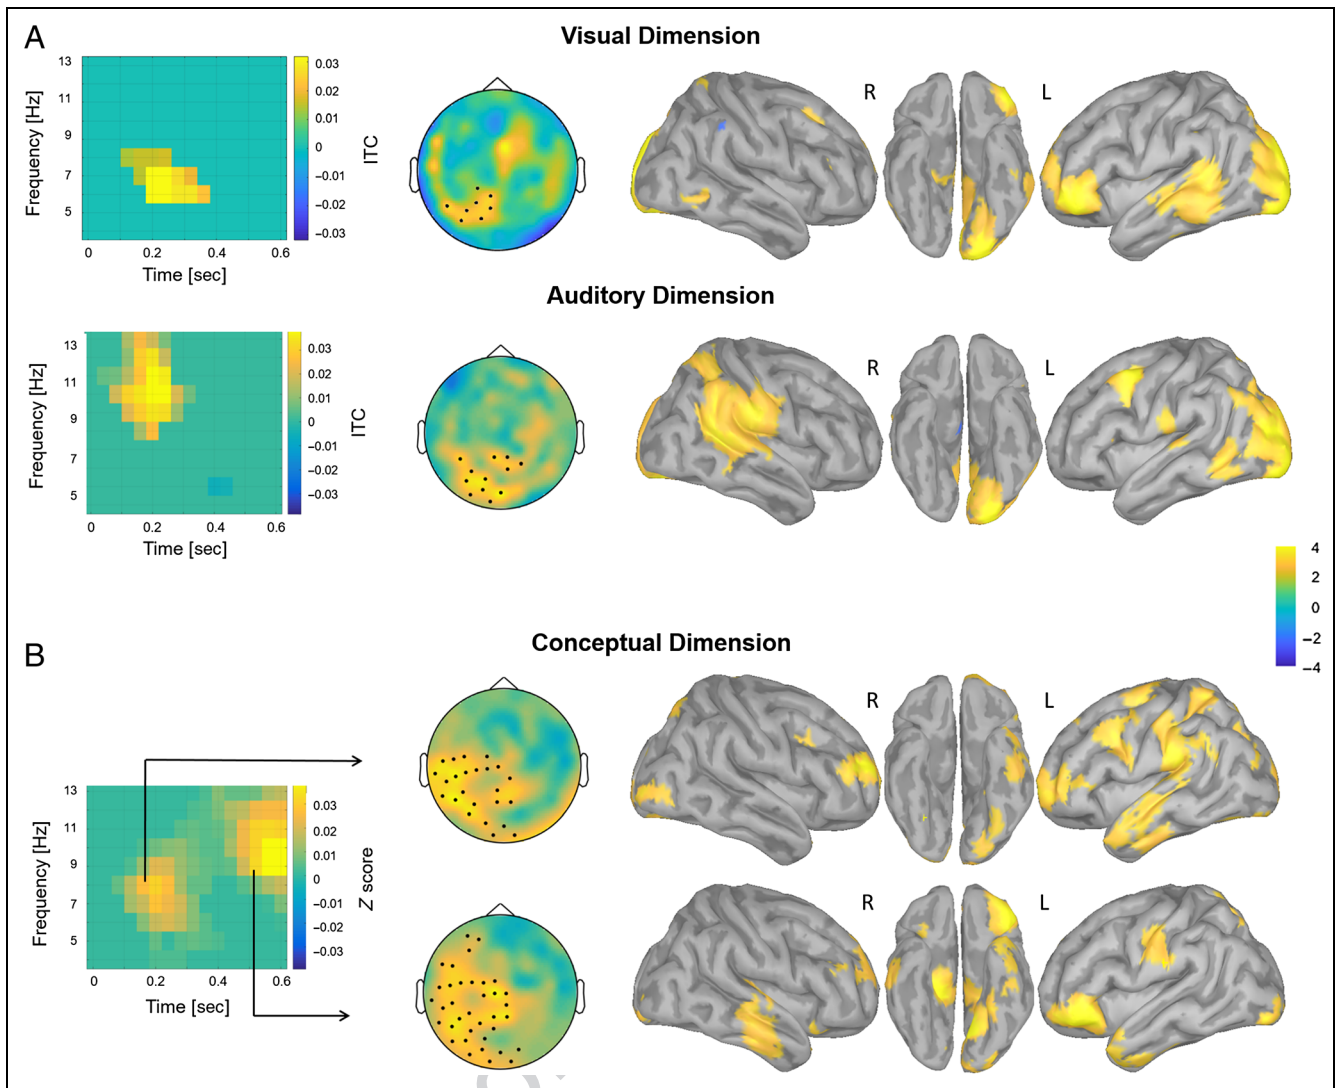 A
Visual Dimension
13
11
9
7
5
Frequency [Hz]
0
0.2
0.4
0.6
Time [sec]
0.03
0.02
0.01
0
−0.01
−0.02
−0.03
ITC
R
L
Auditory Dimension
13
11
9
7
5
Frequency [Hz]
0
0.2
0.4
0.6
Time [sec]
0.03
0.02
0.01
0
−0.01
−0.02
−0.03
ITC
R
L
4
2
0
−2
−4
B
Conceptual Dimension
13
11
9
7
5
Frequency [Hz]
0
0.2
0.4
0.6
Time [sec]
0.03
0.02
0.01
0
−0.01
−0.02
−0.03
Z score
R
L
R
L